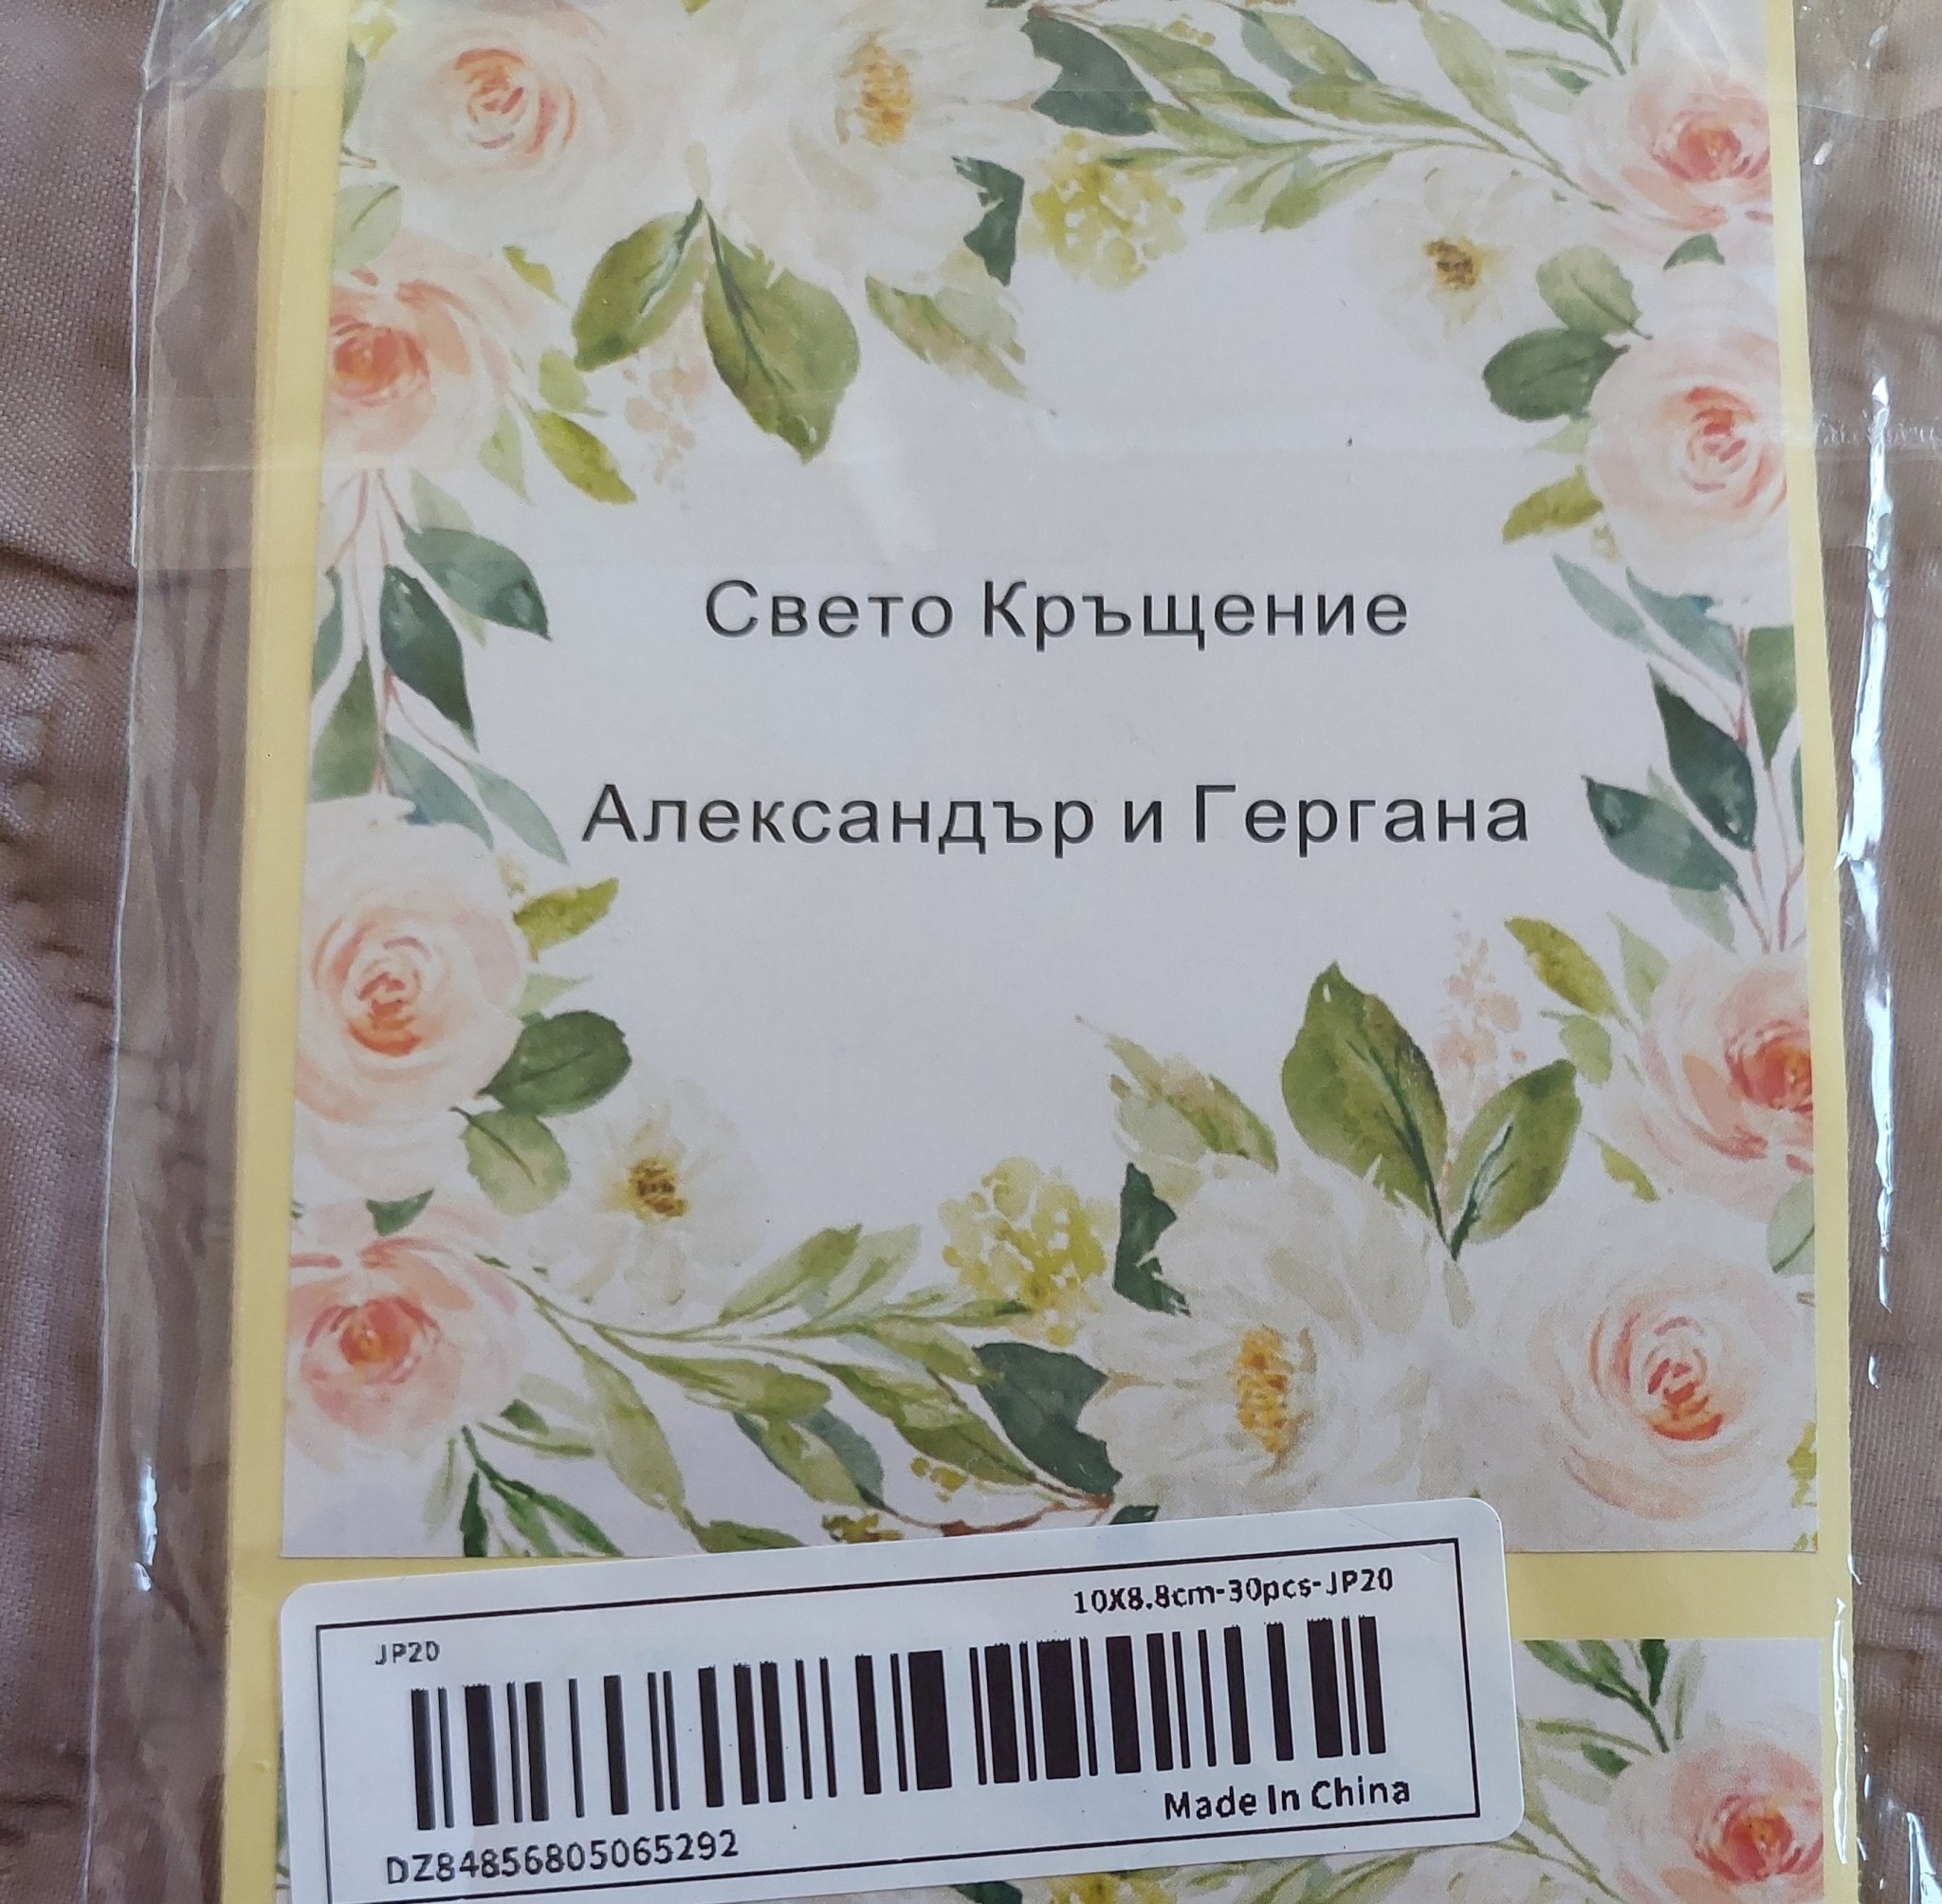 Свето Кръщение
Александър и Гергана
10X8.8cm-30pcs-JP20
JP20
Made In China
DZ84856805065292